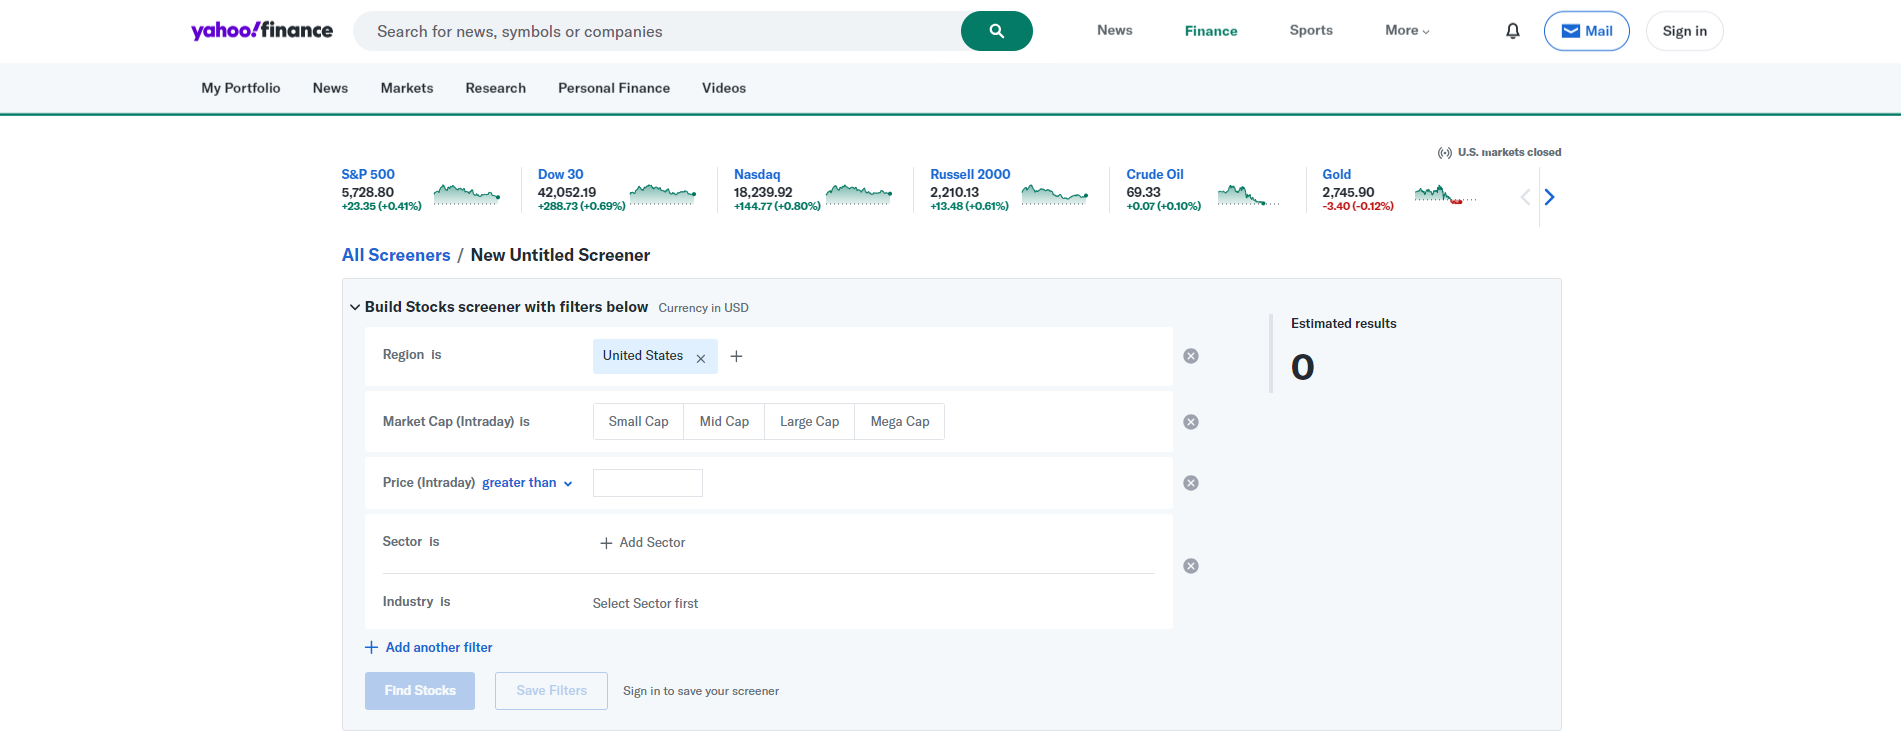 yahoo!finance
Search for news, symbols or companies
News Finance Sports More
Mail
Sign in
My Portfolio News Markets Research Personal Finance Videos
U.S. markets closed
S&P 500
5,728.80
+23.35 (+0.41%)
Dow 30
42,052.19
+288.73 (+0.69%)
Nasdaq
18,239.92
+144.77 (+0.80%)
Russell 2000
2,210.13
+13.48 (+0.61%)
Crude Oil
69.33
+0.07 (+0.10%)
Gold
2,745.90
-3.40 (-0.12%)
All Screeners / New Untitled Screener
Build Stocks screener with filters below Currency in USD
Region is United States
Market Cap (Intraday) is Small Cap Mid Cap Large Cap Mega Cap
Price (Intraday) greater than
Sector is Add Sector
Industry is Select Sector first
Add another filter
Find Stocks Save Filters Sign in to save your screener
Estimated results
0